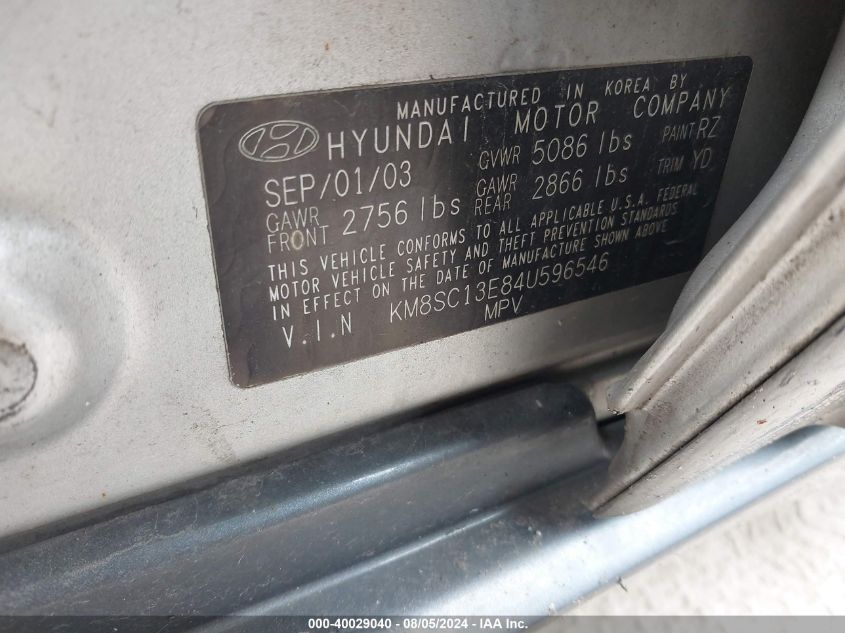 MANUFACTURED IN KOREA BY
HYUNDAI MOTOR COMPANY
SEP/01/03 GVWR 5086 lbs PAINT RZ
GAWR FRONT 2756 lbs GAWR REAR 2866 lbs TRIM YD
THIS VEHICLE CONFORMS TO ALL APPLICABLE U.S.A. FEDERAL
MOTOR VEHICLE SAFETY AND THEFT PREVENTION STANDARDS
IN EFFECT ON THE DATE OF MANUFACTURE SHOWN ABOVE
V.I.N KM8SC13E84U596546
MPV
000-40029040 - 08/05/2024 - IAA Inc.